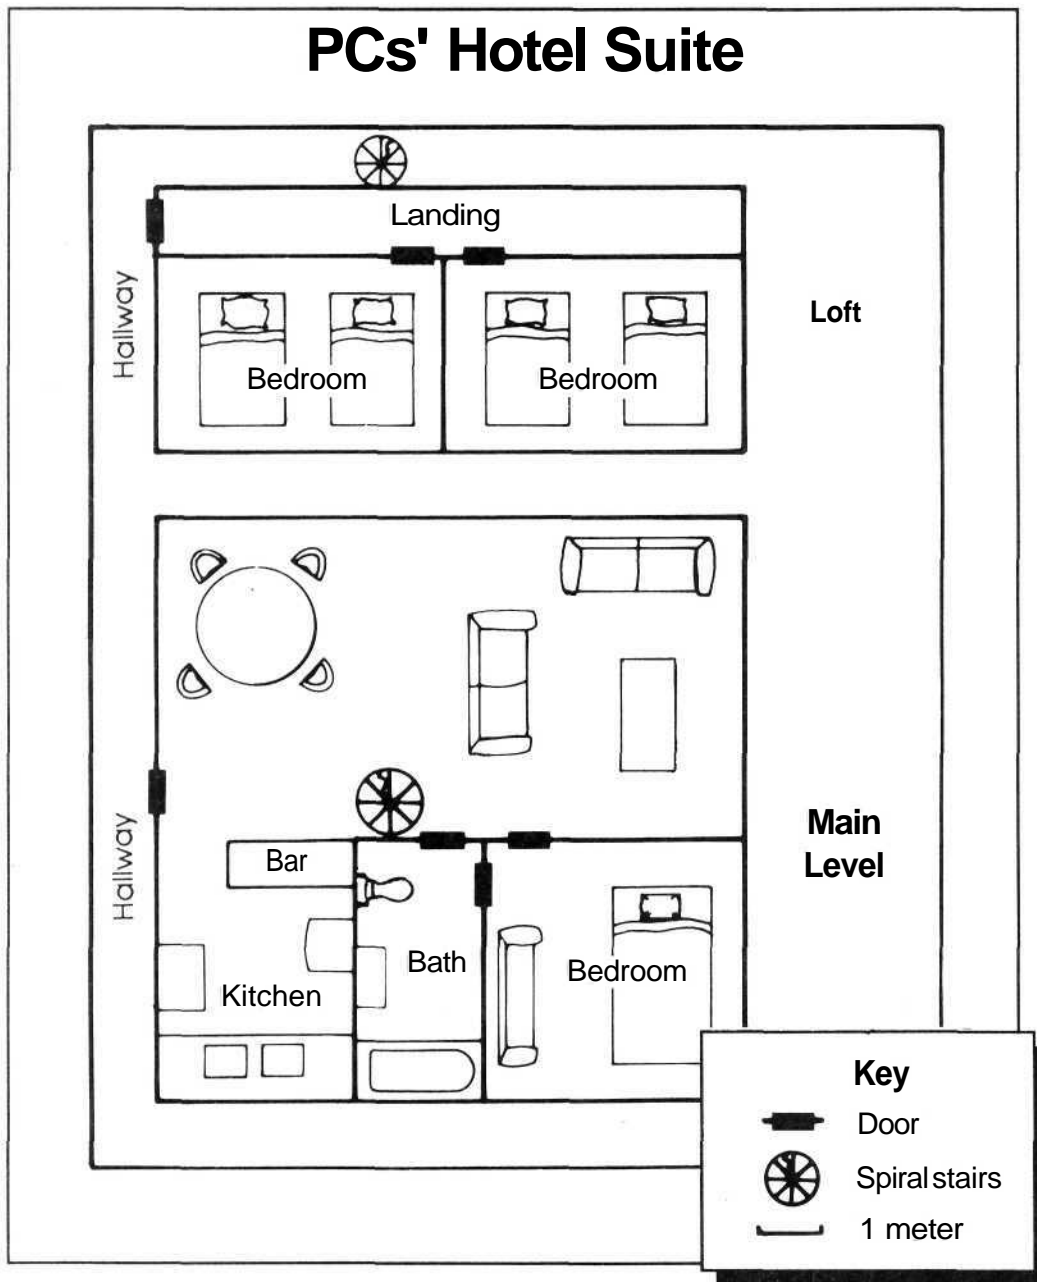 PCs' Hotel Suite
Landing
Hallway
Loft
Bedroom
Bedroom
Hallway
Main
Level
Bar
Bath
Bedroom
Kitchen
Key
Door
Spiral stairs
1 meter